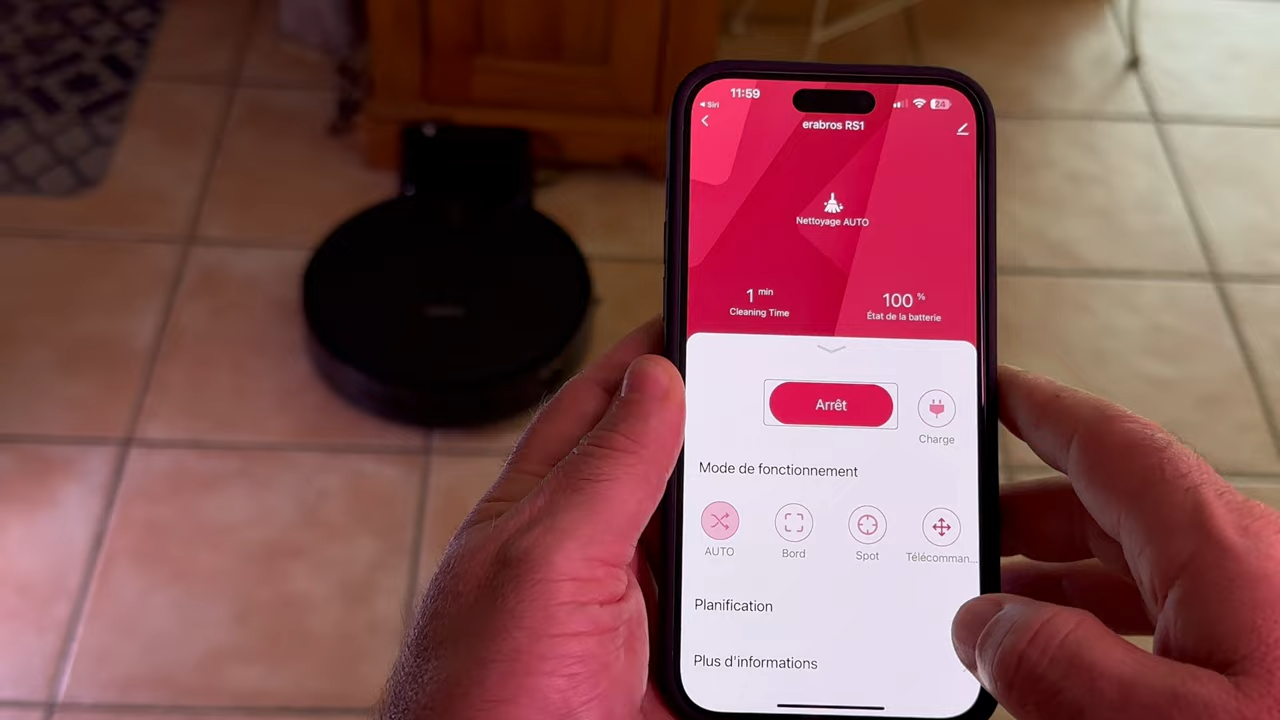 11:59
24
◂ Siri
erabros RS1
Nettoyage AUTO
1 min
100 %
Cleaning Time
État de la batterie
Arrêt
Charge
Mode de fonctionnement
AUTO
Bord
Spot
Télécomman...
Planification
Plus d'informations